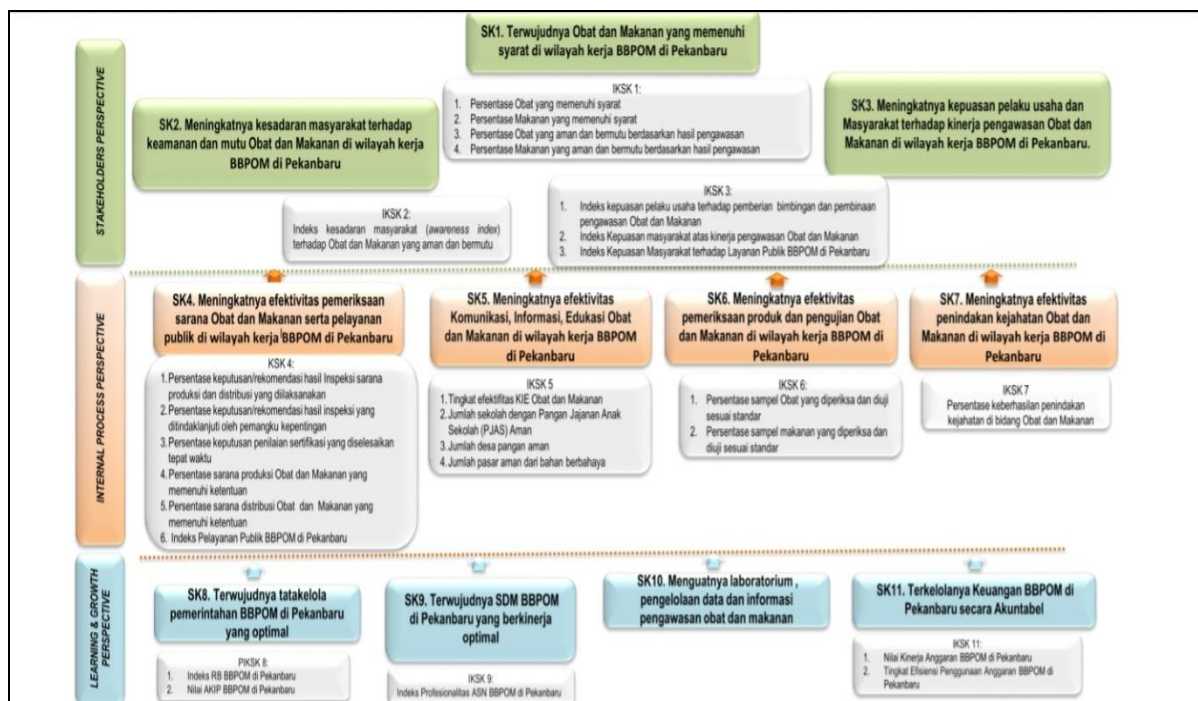 STAKEHOLDERS PERSPECTIVE
SK1. Terwujudnya Obat dan Makanan yang memenuhi
syarat di wilayah kerja BBPOM di Pekanbaru
IKSK 1:
1. Persentase Obat yang memenuhi syarat
2. Persentase Makanan yang memenuhi syarat
3. Persentase Obat yang aman dan bermutu berdasarkan hasil pengawasan
4. Persentase Makanan yang aman dan bermutu berdasarkan hasil pengawasan
SK2. Meningkatnya kesadaran masyarakat terhadap
keamanan dan mutu Obat dan Makanan di wilayah kerja
BBPOM di Pekanbaru
IKSK 2:
Indeks kesadaran masyarakat (awareness index)
terhadap Obat dan Makanan yang aman dan bermutu
SK3. Meningkatnya kepuasan pelaku usaha dan
Masyarakat terhadap kinerja pengawasan Obat dan
Makanan di wilayah kerja BBPOM di Pekanbaru.
IKSK 3:
1. Indeks kepuasan pelaku usaha terhadap pemberian bimbingan dan pembinaan
pengawasan Obat dan Makanan
2. Indeks Kepuasan masyarakat atas kinerja pengawasan Obat dan Makanan
3. Indeks Kepuasan Masyarakat terhadap Layanan Publik BBPOM di Pekanbaru
INTERNAL PROCESS PERSPECTIVE
SK4. Meningkatnya efektivitas pemeriksaan
sarana Obat dan Makanan serta pelayanan
publik di wilayah kerja BBPOM di Pekanbaru
KSK 4:
1. Persentase keputusan/rekomendasi hasil Inspeksi sarana
produksi dan distribusi yang dilaksanakan
2. Persentase keputusan/rekomendasi hasil inspeksi yang
ditindaklanjuti oleh pemangku kepentingan
3. Persentase keputusan penilaian sertifikasi yang diselesaikan
tepat waktu
4. Persentase sarana produksi Obat dan Makanan yang
memenuhi ketentuan
5. Persentase sarana distribusi Obat dan Makanan yang
memenuhi ketentuan
6. Indeks Pelayanan Publik BBPOM di Pekanbaru
SK5. Meningkatnya efektivitas
Komunikasi, Informasi, Edukasi Obat
dan Makanan di wilayah kerja BBPOM
di Pekanbaru
IKSK 5
1. Tingkat efektifitas KIE Obat dan Makanan
2. Jumlah sekolah dengan Pangan Jajanan Anak
Sekolah (PJAS) Aman
3. Jumlah desa pangan aman
4. Jumlah pasar aman dari bahan berbahaya
SK6. Meningkatnya efektivitas
pemeriksaan produk dan pengujian Obat
dan Makanan di wilayah kerja BBPOM di
Pekanbaru
IKSK 6:
1. Persentase sampel Obat yang diperiksa dan diuji
sesuai standar
2. Persentase sampel makanan yang diperiksa dan
diuji sesuai standar
SK7. Meningkatnya efektivitas
penindakan kejahatan Obat dan
Makanan di wilayah kerja BBPOM di
Pekanbaru
IKSK 7
Persentase keberhasilan penindakan
kejahatan di bidang Obat dan Makanan
LEARNING & GROWTH
PERSPECTIVE
SK8. Terwujudnya tatakelola
pemerintahan BBPOM di Pekanbaru
yang optimal
PIKSK 8:
1. Indeks RB BBPOM di Pekanbaru
2. Nilai AKIP BBPOM di Pekanbaru
SK9. Terwujudnya SDM BBPOM
di Pekanbaru yang berkinerja
optimal
IKSK 9:
Indeks Profesionalitas ASN BBPOM di Pekanbaru
SK10. Menguatnya laboratorium ,
pengelolaan data dan informasi
pengawasan obat dan makanan
SK11. Terkelolanya Keuangan BBPOM di
Pekanbaru secara Akuntabel
IKSK 11:
1. Nilai Kinerja Anggaran BBPOM di Pekanbaru
2. Tingkat Efisiensi Penggunaan Anggaran BBPOM di
Pekanbaru